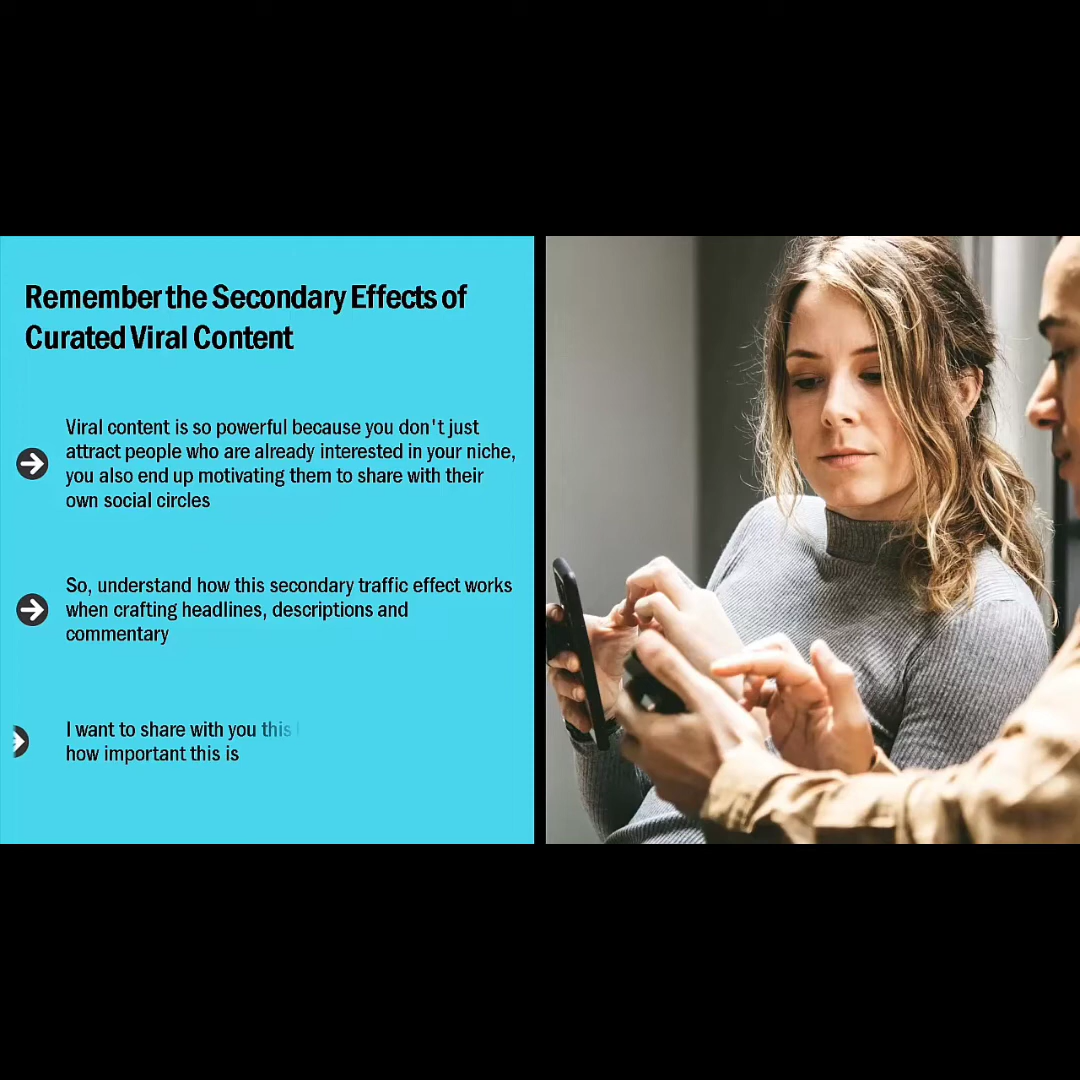 Remember the Secondary Effects of
Curated Viral Content
Viral content is so powerful because you don't just
attract people who are already interested in your niche,
you also end up motivating them to share with their
own social circles
So, understand how this secondary traffic effect works
when crafting headlines, descriptions and
commentary
I want to share with you this
how important this is